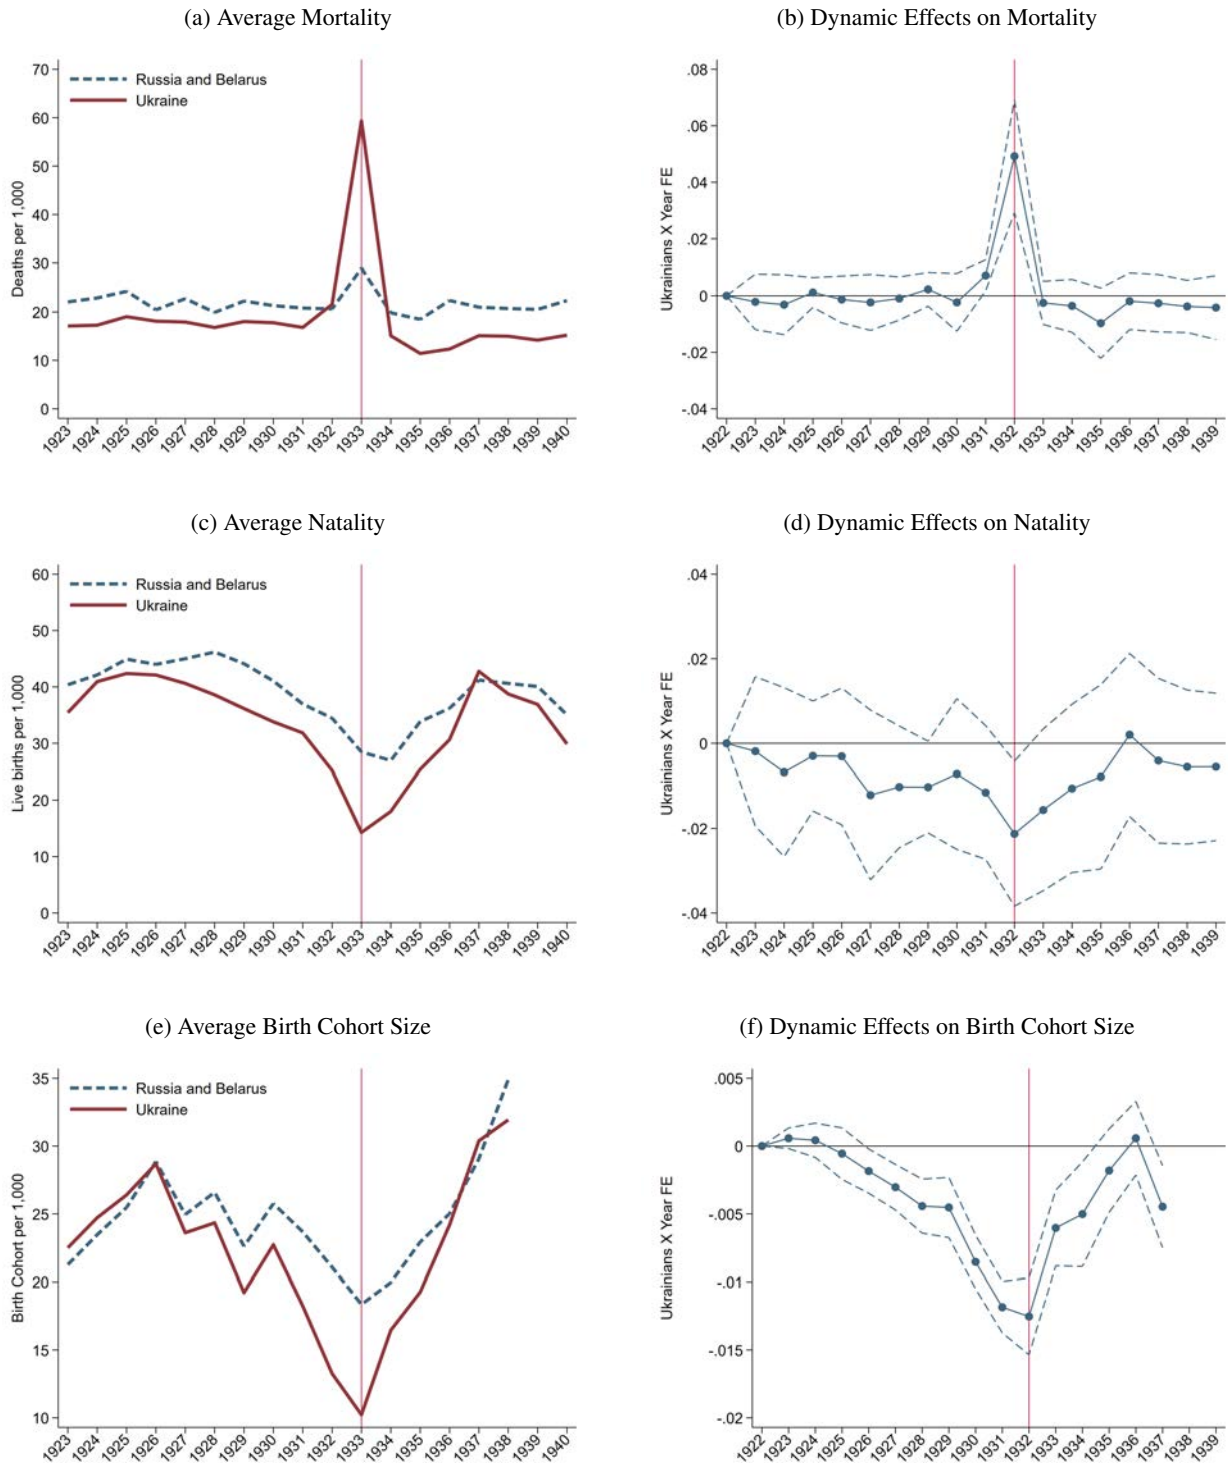 (a) Average Mortality
70
60
50
40
30
20
10
0
Deaths per 1,000
Russia and Belarus
Ukraine
1923 1924 1925 1926 1927 1928 1929 1930 1931 1932 1933 1934 1935 1936 1937 1938 1939 1940
(b) Dynamic Effects on Mortality
.08
.06
.04
.02
0
-.02
-.04
Ukrainians X Year FE
1922 1923 1924 1925 1926 1927 1928 1929 1930 1931 1932 1933 1934 1935 1936 1937 1938 1939
(c) Average Natality
60
50
40
30
20
10
0
Live births per 1,000
Russia and Belarus
Ukraine
1923 1924 1925 1926 1927 1928 1929 1930 1931 1932 1933 1934 1935 1936 1937 1938 1939 1940
(d) Dynamic Effects on Natality
.04
.02
0
-.02
-.04
Ukrainians X Year FE
1922 1923 1924 1925 1926 1927 1928 1929 1930 1931 1932 1933 1934 1935 1936 1937 1938 1939
(e) Average Birth Cohort Size
35
30
25
20
15
10
Birth Cohort per 1,000
Russia and Belarus
Ukraine
1923 1924 1925 1926 1927 1928 1929 1930 1931 1932 1933 1934 1935 1936 1937 1938 1939 1940
(f) Dynamic Effects on Birth Cohort Size
.005
0
-.005
-.01
-.015
-.02
Ukrainians X Year FE
1922 1923 1924 1925 1926 1927 1928 1929 1930 1931 1932 1933 1934 1935 1936 1937 1938 1939